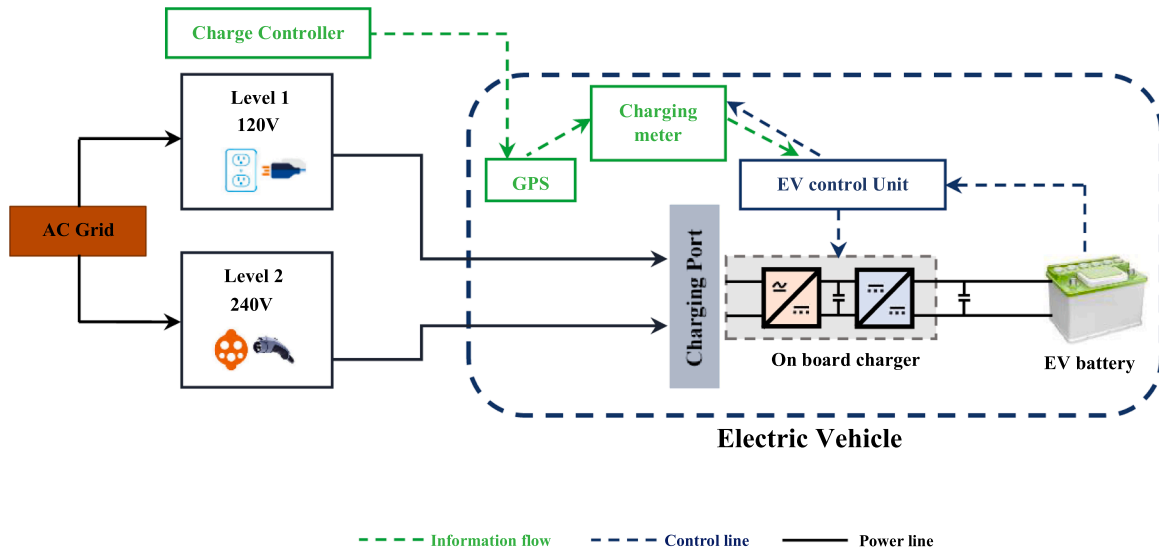 Charge Controller
Level 1
120V
Charging
meter
GPS
EV control Unit
AC Grid
Level 2
240V
Charging Port
On board charger
EV battery
Electric Vehicle
Information flow
Control line
Power line